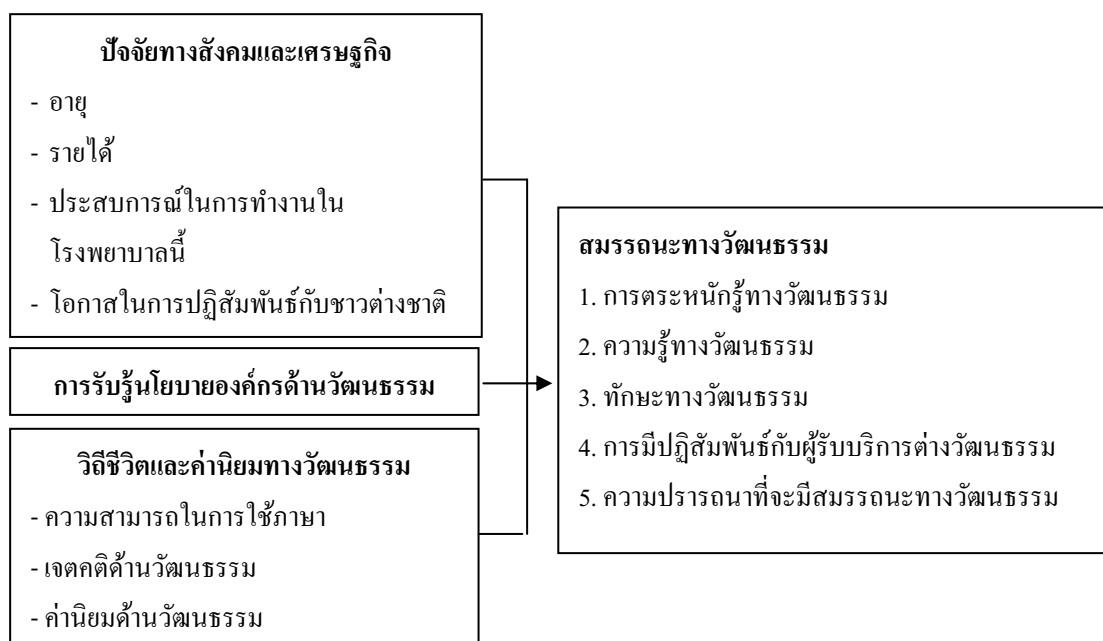 ปัจจัยทางสังคมและเศรษฐกิจ
- อายุ
- รายได้
- ประสบการณ์ในการทำงานใน
โรงพยาบาลนี้
- โอกาสในการปฏิสัมพันธ์กับชาวต่างชาติ
การรับรู้นโยบายองค์กรด้านวัฒนธรรม
วิถีชีวิตและค่านิยมทางวัฒนธรรม
- ความสามารถในการใช้ภาษา
- เจตคติด้านวัฒนธรรม
- ค่านิยมด้านวัฒนธรรม
สมรรถนะทางวัฒนธรรม
1. การตระหนักรู้ทางวัฒนธรรม
2. ความรู้ทางวัฒนธรรม
3. ทักษะทางวัฒนธรรม
4. การมีปฏิสัมพันธ์กับผู้รับบริการต่างวัฒนธรรม
5. ความปรารถนาที่จะมีสมรรถนะทางวัฒนธรรม